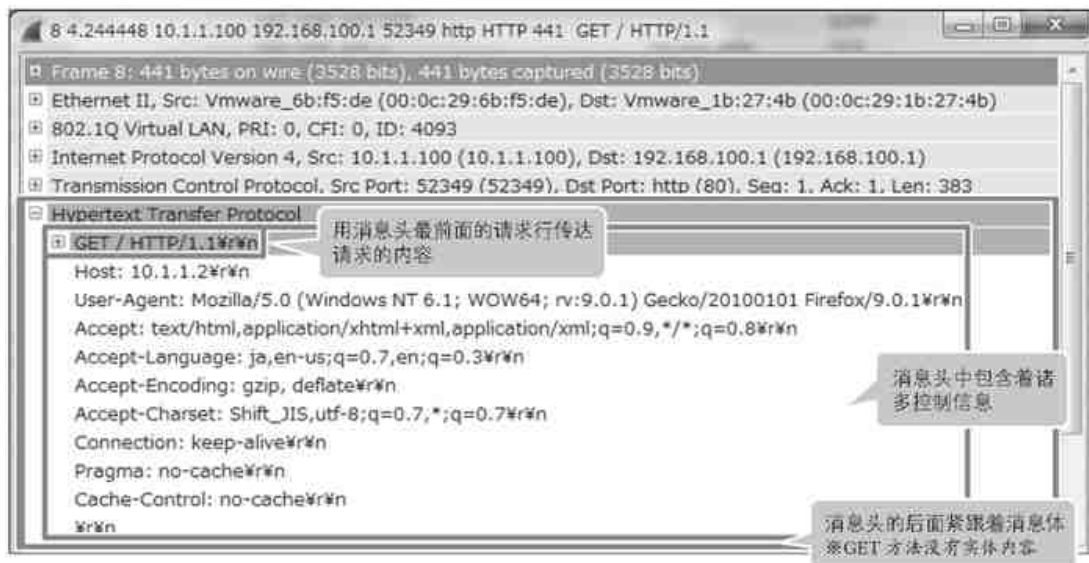 8 4.244448 10.1.1.100 192.168.100.1 52349 http HTTP 441 GET / HTTP/1.1
Frame 8: 441 bytes on wire (3528 bits), 441 bytes captured (3528 bits)
Ethernet II, Src: Vmware_6b:f5:de (00:0c:29:6b:f5:de), Dst: Vmware_1b:27:4b (00:0c:29:1b:27:4b)
802.1Q Virtual LAN, PRI: 0, CFI: 0, ID: 4093
Internet Protocol Version 4, Src: 10.1.1.100 (10.1.1.100), Dst: 192.168.100.1 (192.168.100.1)
Transmission Control Protocol, Src Port: 52349 (52349), Dst Port: http (80), Seq: 1, Ack: 1, Len: 383
Hypertext Transfer Protocol
GET / HTTP/1.1¥r¥n
用消息头最前面的请求行传达
请求的内容
Host: 10.1.1.2¥r¥n
User-Agent: Mozilla/5.0 (Windows NT 6.1; WOW64; rv:9.0.1) Gecko/20100101 Firefox/9.0.1¥r¥n
Accept: text/html,application/xhtml+xml,application/xml;q=0.9,*/*;q=0.8¥r¥n
Accept-Language: ja,en-us;q=0.7,en;q=0.3¥r¥n
Accept-Encoding: gzip, deflate¥r¥n
Accept-Charset: Shift_JIS,utf-8;q=0.7,*;q=0.7¥r¥n
Connection: keep-alive¥r¥n
Pragma: no-cache¥r¥n
Cache-Control: no-cache¥r¥n
¥r¥n
消息头中包含着诸
多控制信息
消息头的后面紧跟着消息体
※GET 方法没有实体内容